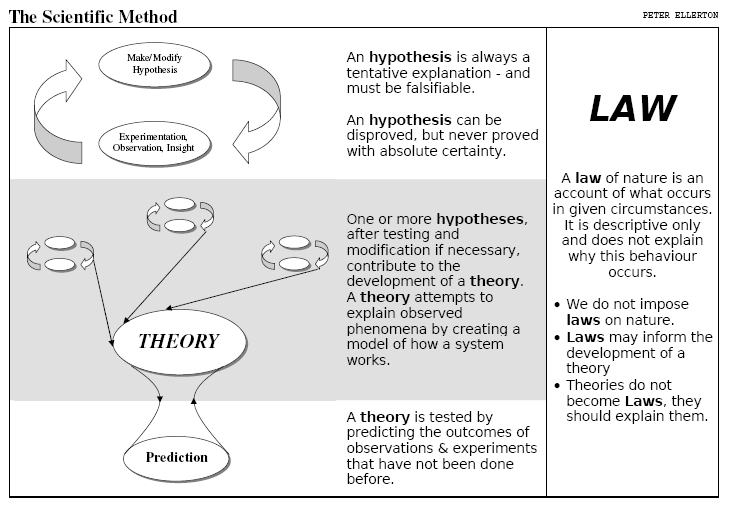 The Scientific Method
PETER ELLERTON
Make/Modify
Hypothesis
Experimentation,
Observation, Insight
An hypothesis is always a
tentative explanation - and
must be falsifiable.
An hypothesis can be
disproved, but never proved
with absolute certainty.
One or more hypotheses,
after testing and
modification if necessary,
contribute to the
development of a theory.
A theory attempts to
explain observed
phenomena by creating a
model of how a system
works.
THEORY
Prediction
A theory is tested by
predicting the outcomes of
observations & experiments
that have not been done
before.
LAW
A law of nature is an
account of what occurs
in given circumstances.
It is descriptive only
and does not explain
why this behaviour
occurs.
• We do not impose
laws on nature.
• Laws may inform the
development of a
theory
• Theories do not
become Laws, they
should explain them.